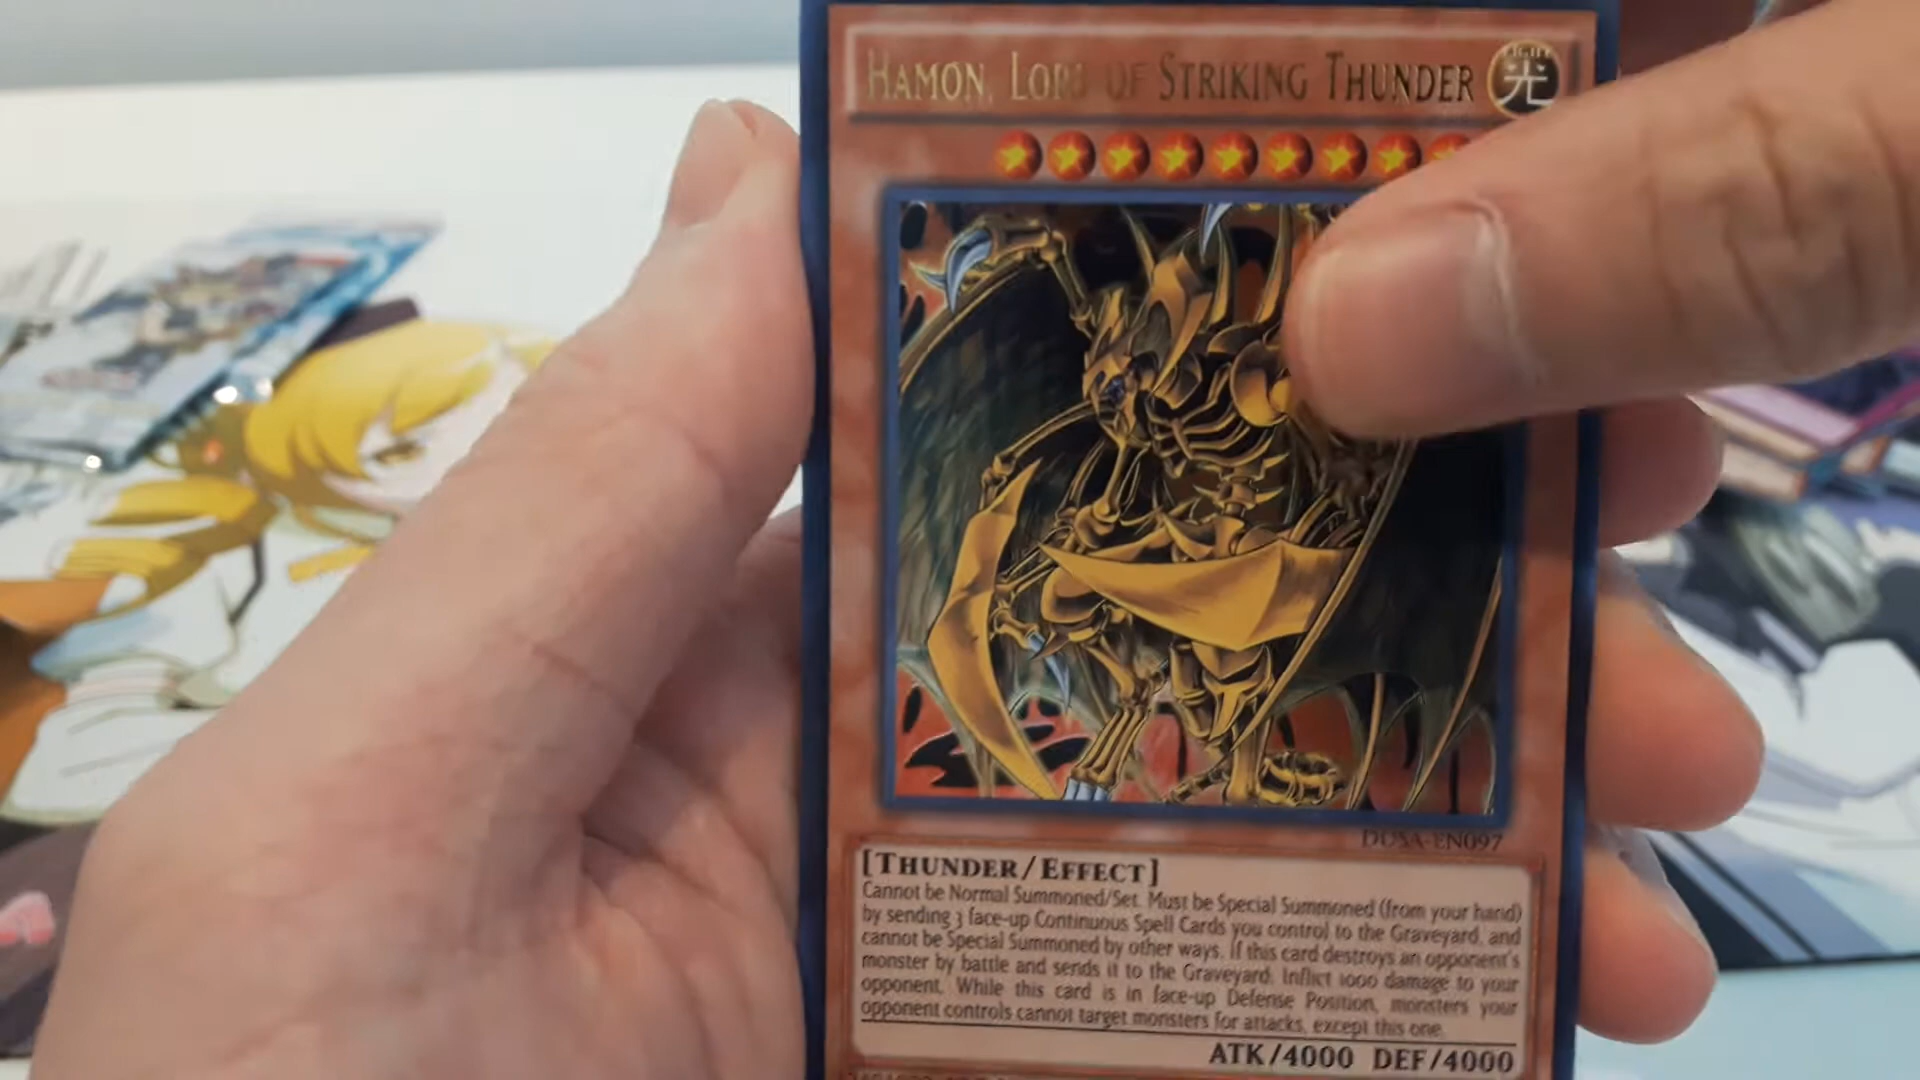 HAMON, LORD OF STRIKING THUNDER
LIGHT
光
DUSA-EN097
[THUNDER/EFFECT]
Cannot be Normal Summoned/Set. Must be Special Summoned (from your hand)
by sending 3 face-up Continuous Spell Cards you control to the Graveyard, and
cannot be Special Summoned by other ways. If this card destroys an opponent's
monster by battle and sends it to the Graveyard: Inflict 1000 damage to your
opponent. While this card is in face-up Defense Position, monsters your
opponent controls cannot target monsters for attacks, except this one.
ATK/4000 DEF/4000